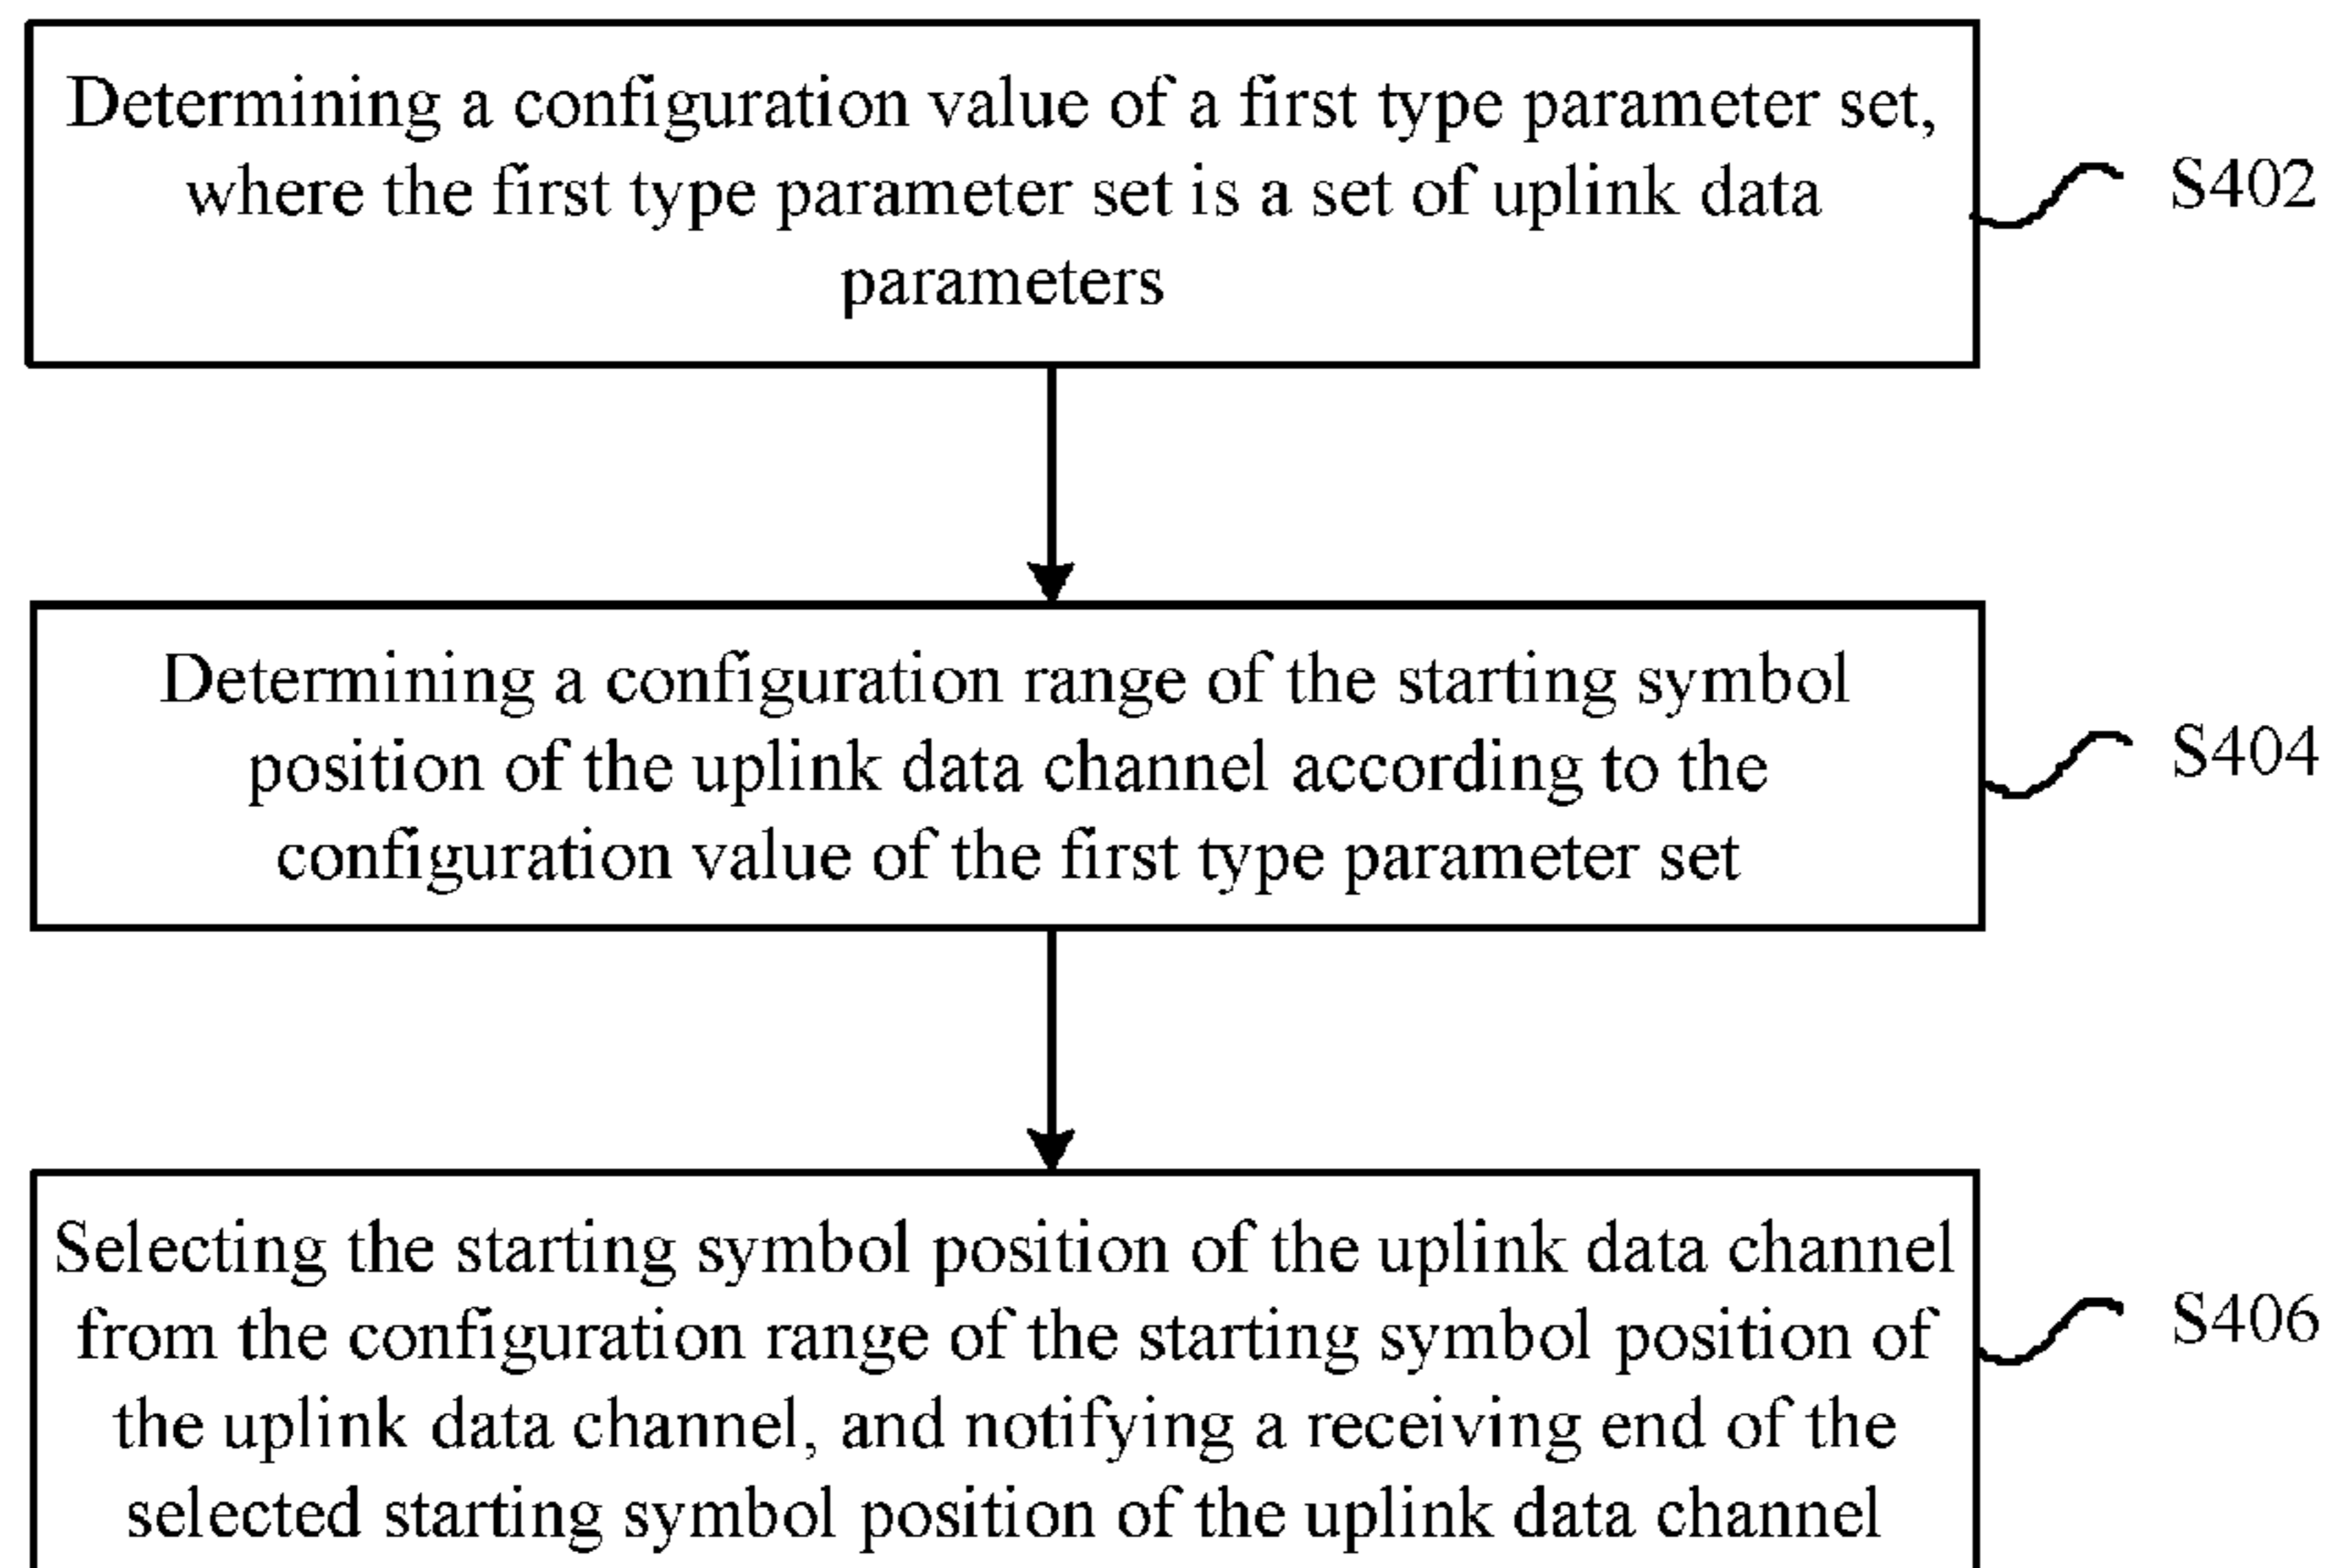 Determining a configuration value of a first type parameter set,
where the first type parameter set is a set of uplink data
parameters
S402
Determining a configuration range of the starting symbol
position of the uplink data channel according to the
configuration value of the first type parameter set
S404
Selecting the starting symbol position of the uplink data channel
from the configuration range of the starting symbol position of
the uplink data channel, and notifying a receiving end of the
selected starting symbol position of the uplink data channel
S406